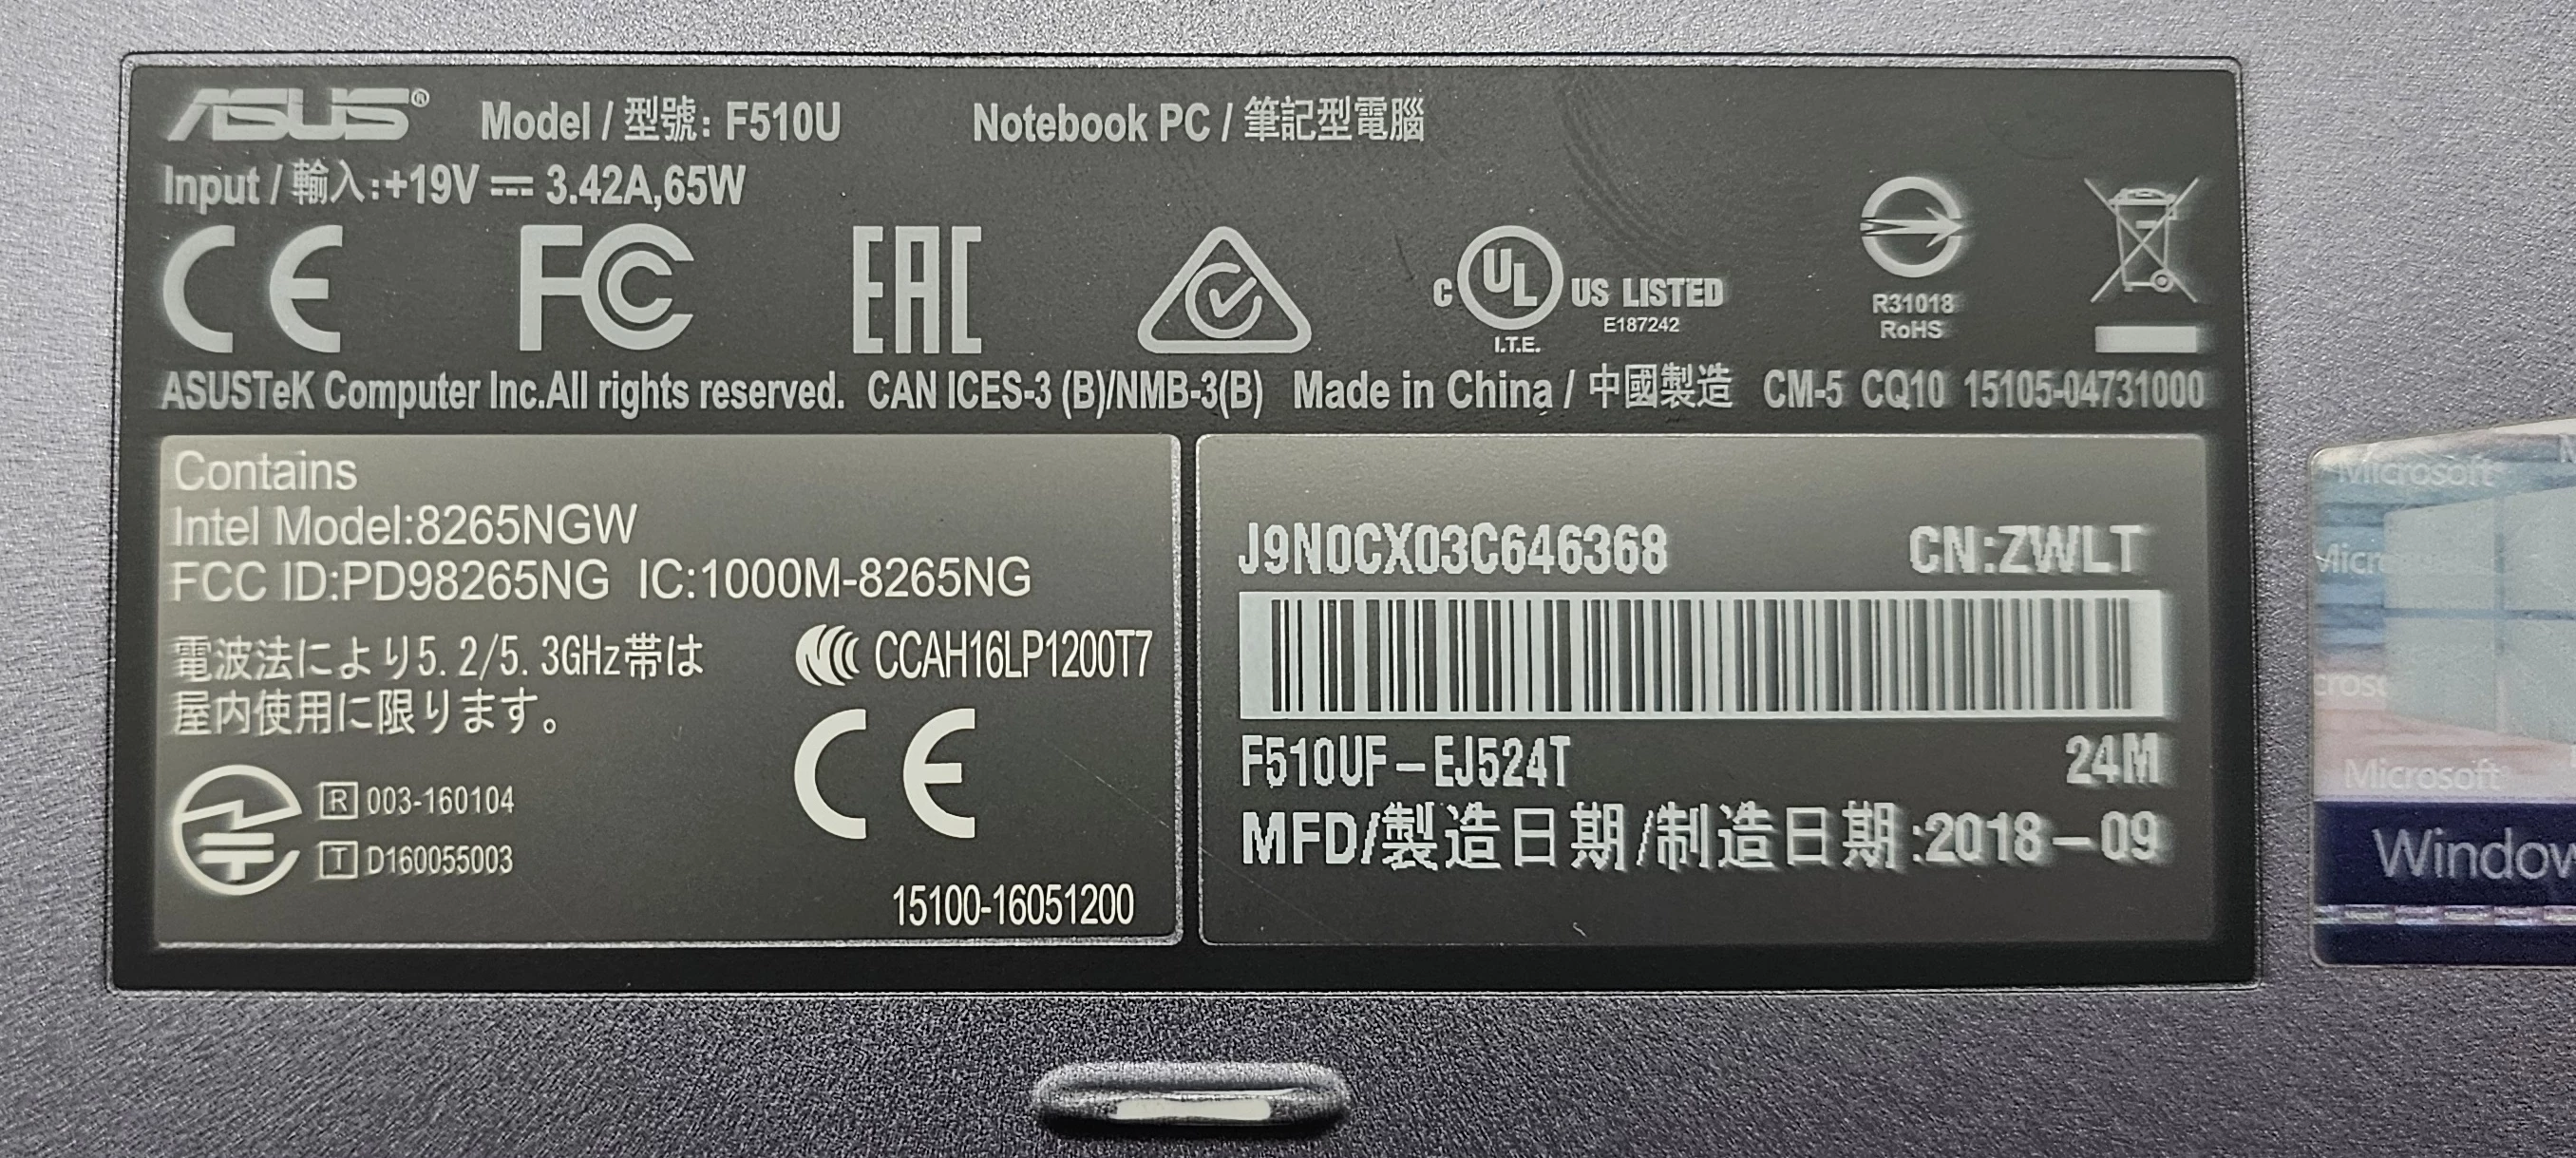 ASUS® Model / 型號: F510U Notebook PC / 筆記型電腦
Input / 輸入:+19V ⎓ 3.42A,65W
CE FC EAC C UL US LISTED
E187242
I.T.E.
R31018
RoHS
ASUSTeK Computer Inc.All rights reserved. CAN ICES-3 (B)/NMB-3(B) Made in China / 中國製造 CM-5 CQ10 15105-04731000
Contains
Intel Model:8265NGW
FCC ID:PD98265NG IC:1000M-8265NG
電波法により5.2/5.3GHz帯は
屋内使用に限ります。
CCAH16LP1200T7
CE
R 003-160104
T D160055003
15100-16051200
J9N0CX03C646368 CN:ZWLT
F510UF-EJ524T 24M
MFD/製造日期/制造日期:2018-09
Microsoft
Microsoft
Windows